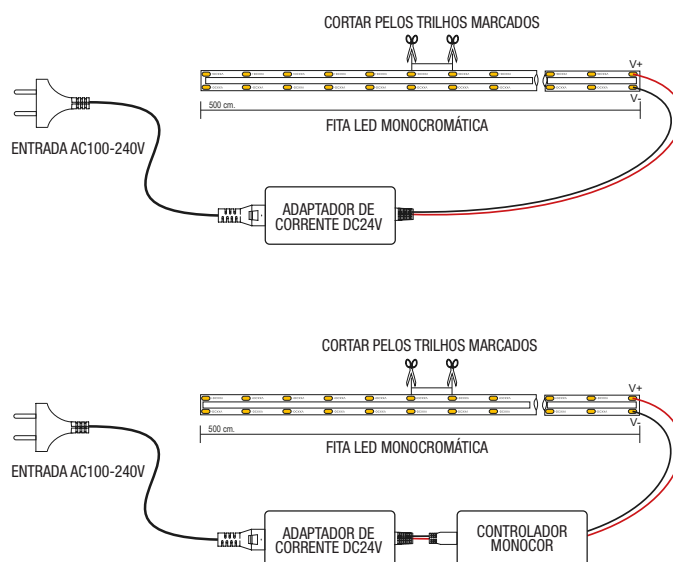 CORTAR PELOS TRILHOS MARCADOS
V+
V-
500 cm.
FITA LED MONOCROMÁTICA
ENTRADA AC100-240V
ADAPTADOR DE
CORRENTE DC24V
CORTAR PELOS TRILHOS MARCADOS
V+
V-
500 cm.
FITA LED MONOCROMÁTICA
ENTRADA AC100-240V
ADAPTADOR DE
CORRENTE DC24V
CONTROLADOR
MONOCOR